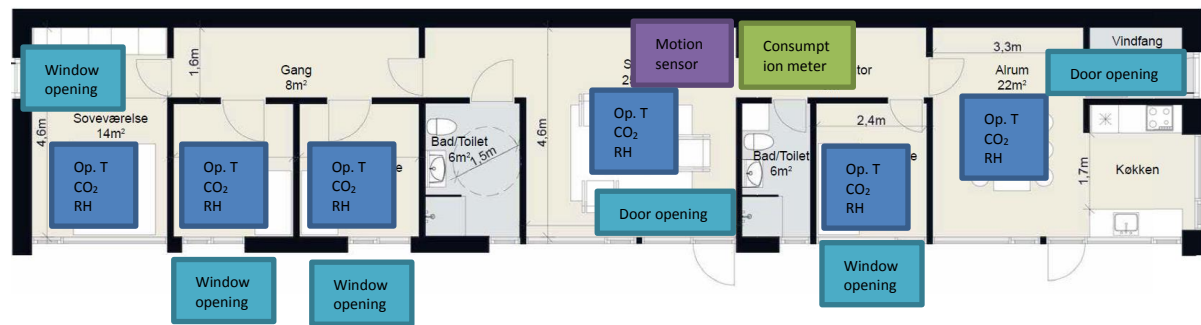 Window
opening
Soveværelse
14m²
4,6m
Op. T
CO₂
RH
1,6m
Gang
8m²
Op. T
CO₂
RH
Window
opening
Op. T
CO₂
RH
Window
opening
Bad/Toilet
6m²
1,5m
4,6m
Motion
sensor
Op. T
CO₂
RH
Door opening
Consumpt
ion meter
Bad/Toilet
6m²
2,4m
Op. T
CO₂
RH
Window
opening
3,3m
Alrum
22m²
Op. T
CO₂
RH
Vindfang
Door opening
1,7m
Køkken